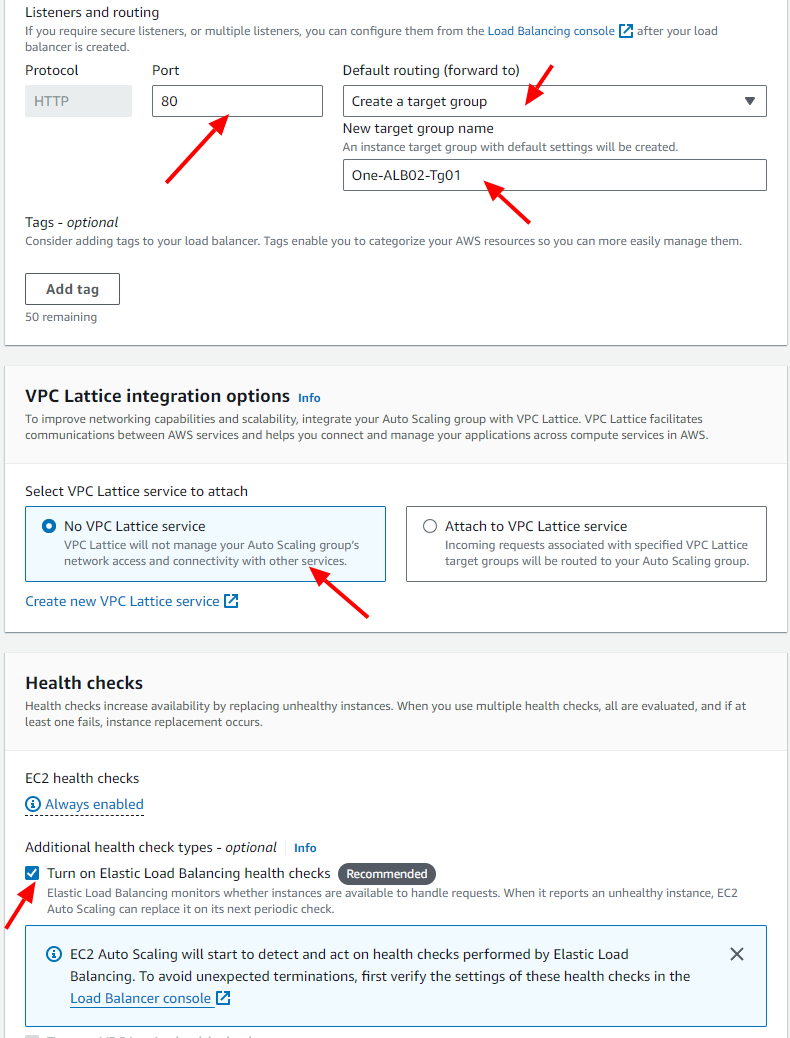 Listeners and routing
If you require secure listeners, or multiple listeners, you can configure them from the Load Balancing console after your load
balancer is created.
Protocol
Port
Default routing (forward to)
HTTP
80
Create a target group
New target group name
An instance target group with default settings will be created.
One-ALB02-Tg01
Tags - optional
Consider adding tags to your load balancer. Tags enable you to categorize your AWS resources so you can more easily manage them.
Add tag
50 remaining
VPC Lattice integration options Info
To improve networking capabilities and scalability, integrate your Auto Scaling group with VPC Lattice. VPC Lattice facilitates
communications between AWS services and helps you connect and manage your applications across compute services in AWS.
Select VPC Lattice service to attach
No VPC Lattice service
VPC Lattice will not manage your Auto Scaling group's
network access and connectivity with other services.
Attach to VPC Lattice service
Incoming requests associated with specified VPC Lattice
target groups will be routed to your Auto Scaling group.
Create new VPC Lattice service
Health checks
Health checks increase availability by replacing unhealthy instances. When you use multiple health checks, all are evaluated, and if at
least one fails, instance replacement occurs.
EC2 health checks
Always enabled
Additional health check types - optional Info
Turn on Elastic Load Balancing health checks Recommended
Elastic Load Balancing monitors whether instances are available to handle requests. When it reports an unhealthy instance, EC2
Auto Scaling can replace it on its next periodic check.
EC2 Auto Scaling will start to detect and act on health checks performed by Elastic Load
Balancing. To avoid unexpected terminations, first verify the settings of these health checks in the
Load Balancer console